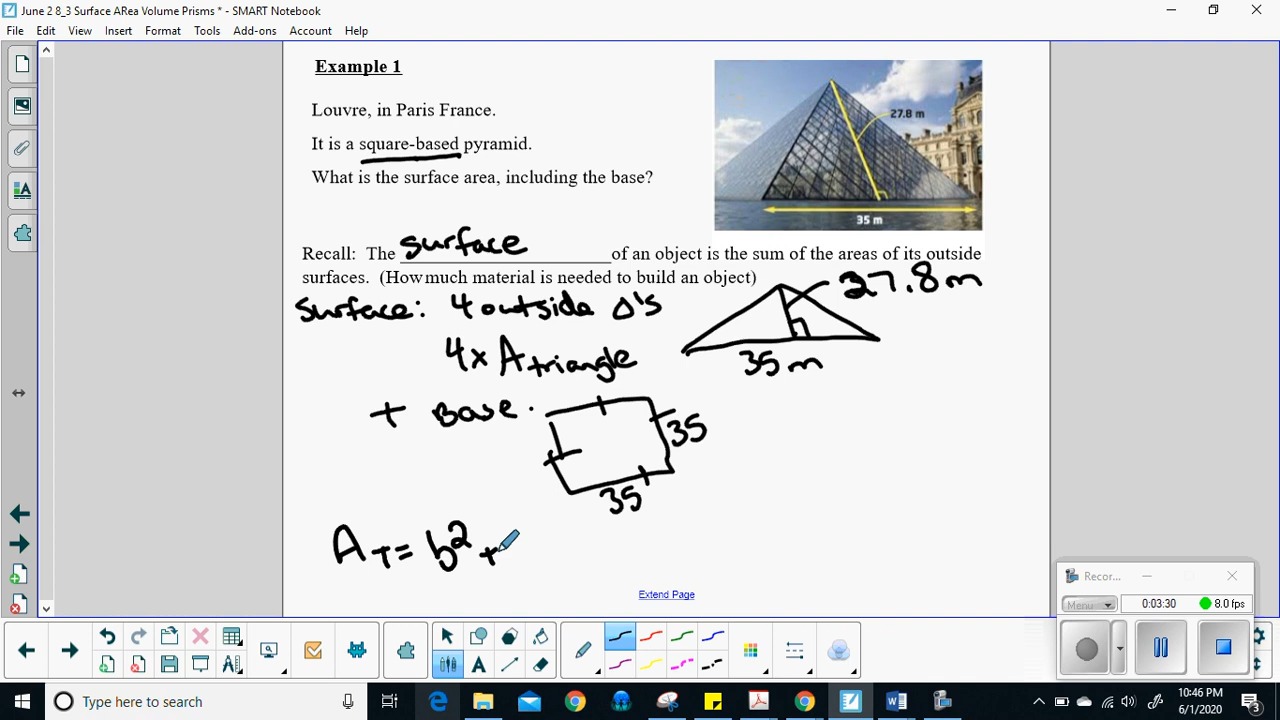 June 2 8_3 Surface ARea Volume Prisms * - SMART Notebook
File Edit View Insert Format Tools Add-ons Account Help
Example 1
Louvre, in Paris France.
It is a square-based pyramid.
What is the surface area, including the base?
27.8 m
35 m
Recall: The surface of an object is the sum of the areas of its outside
surfaces. (How much material is needed to build an object)
27.8 m
Surface: 4 outside Δ's
4x A triangle
35 m
+ Base.
35
35
A T = b² +
Extend Page
Recor...
Menu
0:03:30
8.0 fps
Type here to search
10:46 PM
6/1/2020
3